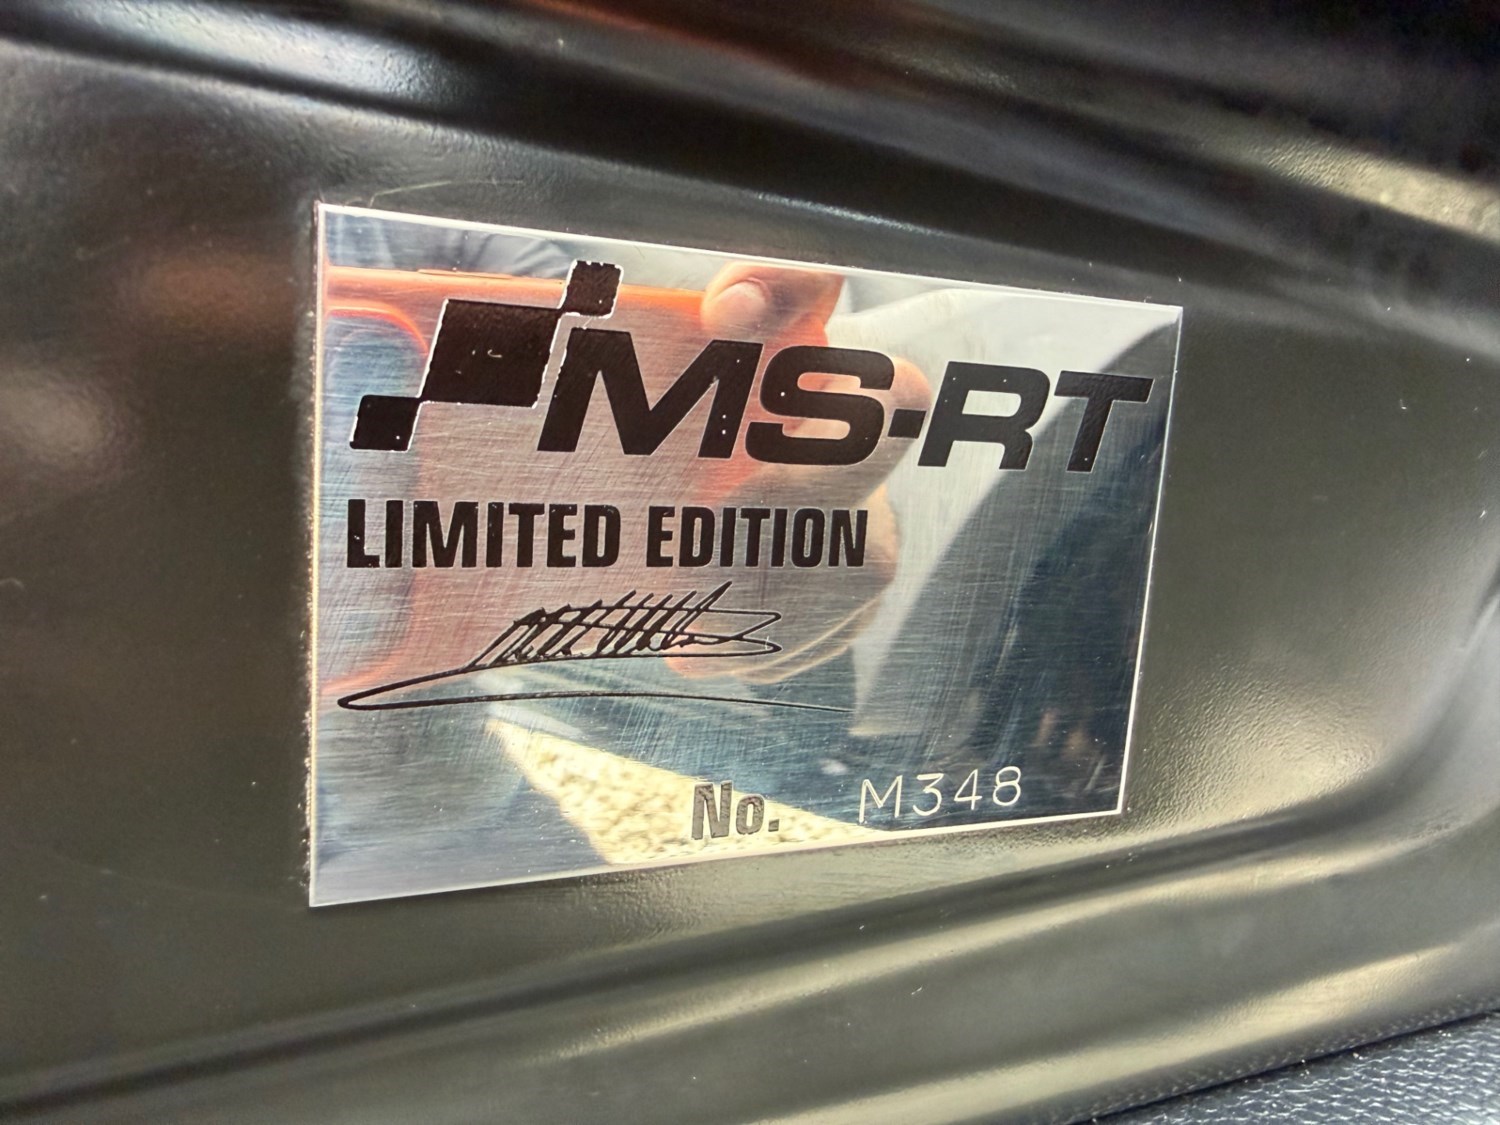 MS-RT
LIMITED EDITION
No. M348